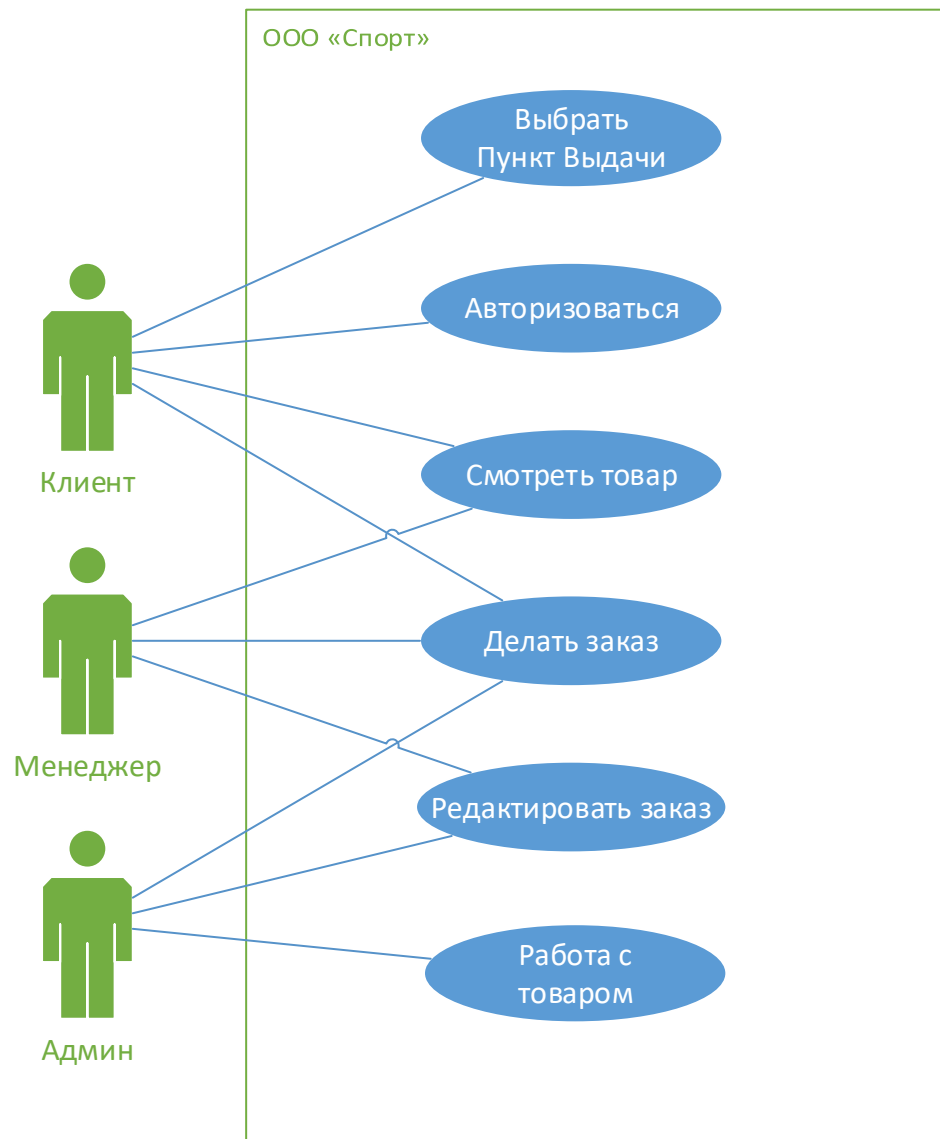 ООО «Спорт»
Выбрать
Пункт Выдачи
Авторизоваться
Смотреть товар
Клиент
Делать заказ
Менеджер
Редактировать заказ
Работа с
товаром
Админ